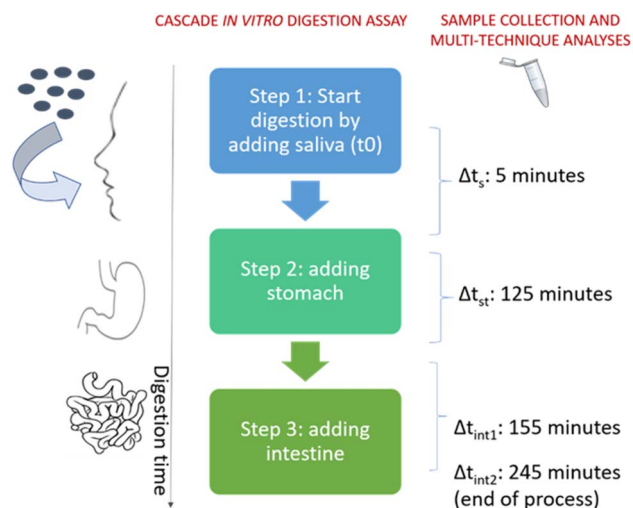 CASCADE IN VITRO DIGESTION ASSAY
SAMPLE COLLECTION AND
MULTI-TECHNIQUE ANALYSES
Step 1: Start
digestion by
adding saliva (t0)
Δts: 5 minutes
Step 2: adding
stomach
Δtst: 125 minutes
Digestion time
Step 3: adding
intestine
Δtint1: 155 minutes
Δtint2: 245 minutes
(end of process)